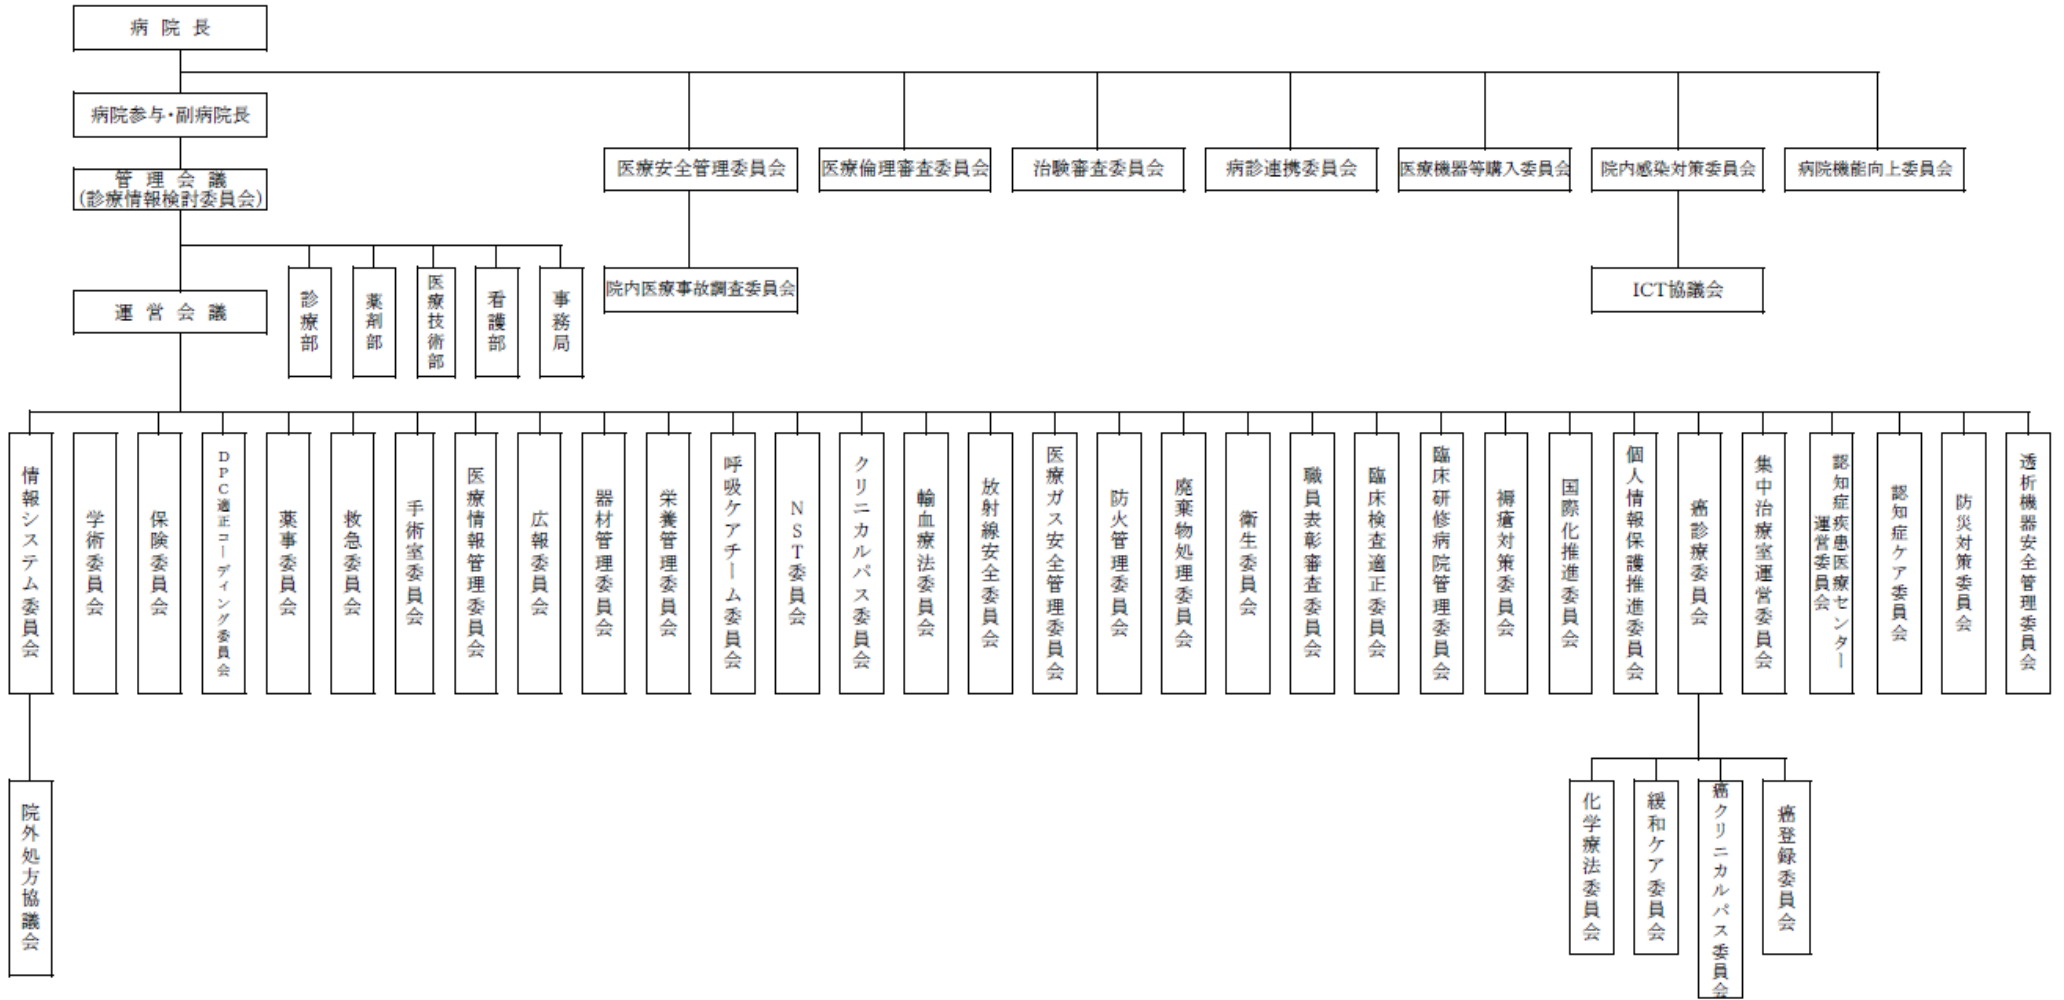 病院長
病院参与・副病院長
管理会議
(診療情報検討委員会)
医療安全管理委員会
医療倫理審査委員会
治験審査委員会
病診連携委員会
医療機器等購入委員会
院内感染対策委員会
病院機能向上委員会
運営会議
診療部
薬剤部
医療技術部
看護部
事務局
院内医療事故調査委員会
ICT協議会
情報システム委員会
学術委員会
保険委員会
DPC適正コーディング委員会
薬事委員会
救急委員会
手術室委員会
医療情報管理委員会
広報委員会
器材管理委員会
栄養管理委員会
呼吸ケアチーム委員会
NST委員会
クリニカルパス委員会
輸血療法委員会
放射線安全委員会
医療ガス安全管理委員会
防火管理委員会
廃棄物処理委員会
衛生委員会
職員表彰審査委員会
臨床検査適正委員会
臨床研修病院管理委員会
褥瘡対策委員会
国際化推進委員会
個人情報保護推進委員会
癌診療委員会
集中治療室運営委員会
認知症疾患医療センター
運営委員会
認知症ケア委員会
防災対策委員会
透析機器安全管理委員会
院外処方協議会
化学療法委員会
緩和ケア委員会
癌クリニカルパス委員会
癌登録委員会